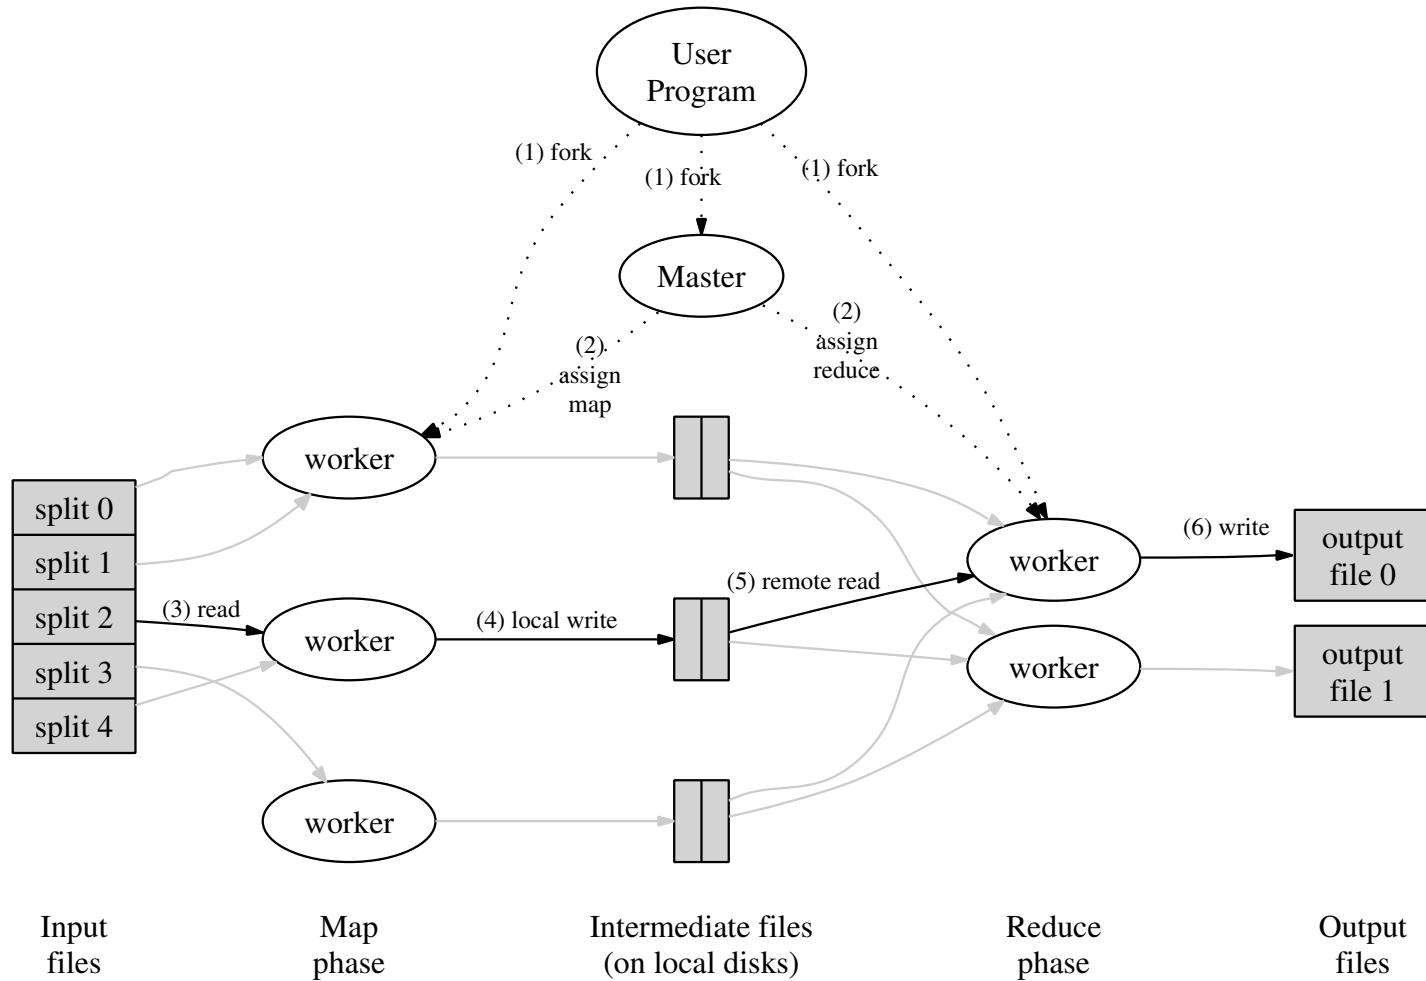 User
Program
(1) fork
(1) fork
(1) fork
Master
(2)
assign
map
(2)
assign
reduce
split 0
split 1
split 2
split 3
split 4
(3) read
worker
worker
worker
(4) local write
(5) remote read
worker
worker
(6) write
output
file 0
output
file 1
Input
files
Map
phase
Intermediate files
(on local disks)
Reduce
phase
Output
files